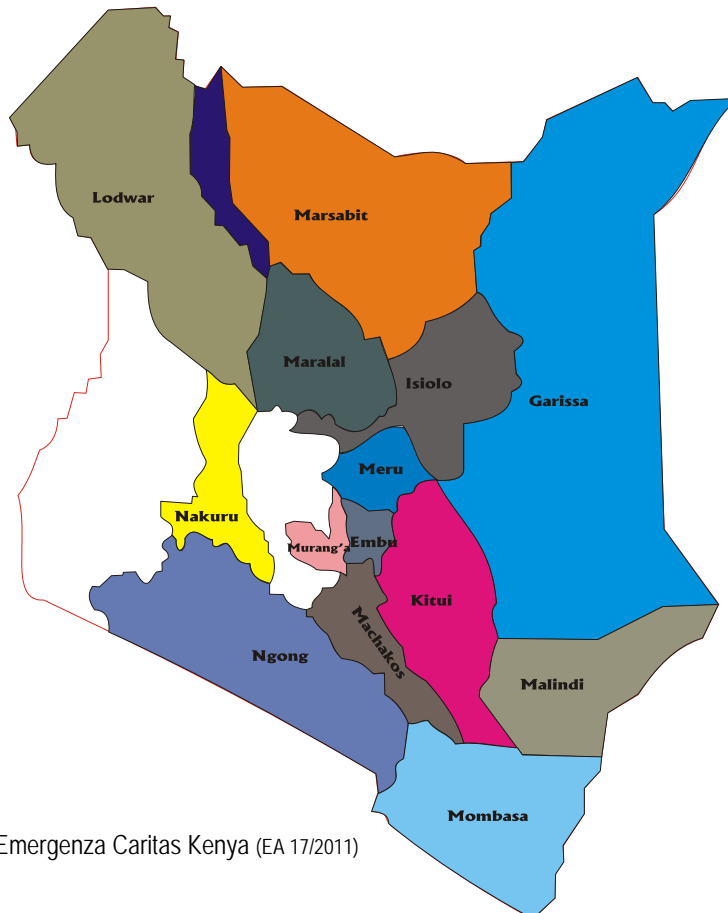 Lodwar
Marsabit
Maralal
Isiolo
Garissa
Meru
Nakuru
Murang'a
Embu
Kitui
Machakos
Ngong
Malindi
Mombasa
Emergenza Caritas Kenya (EA 17/2011)